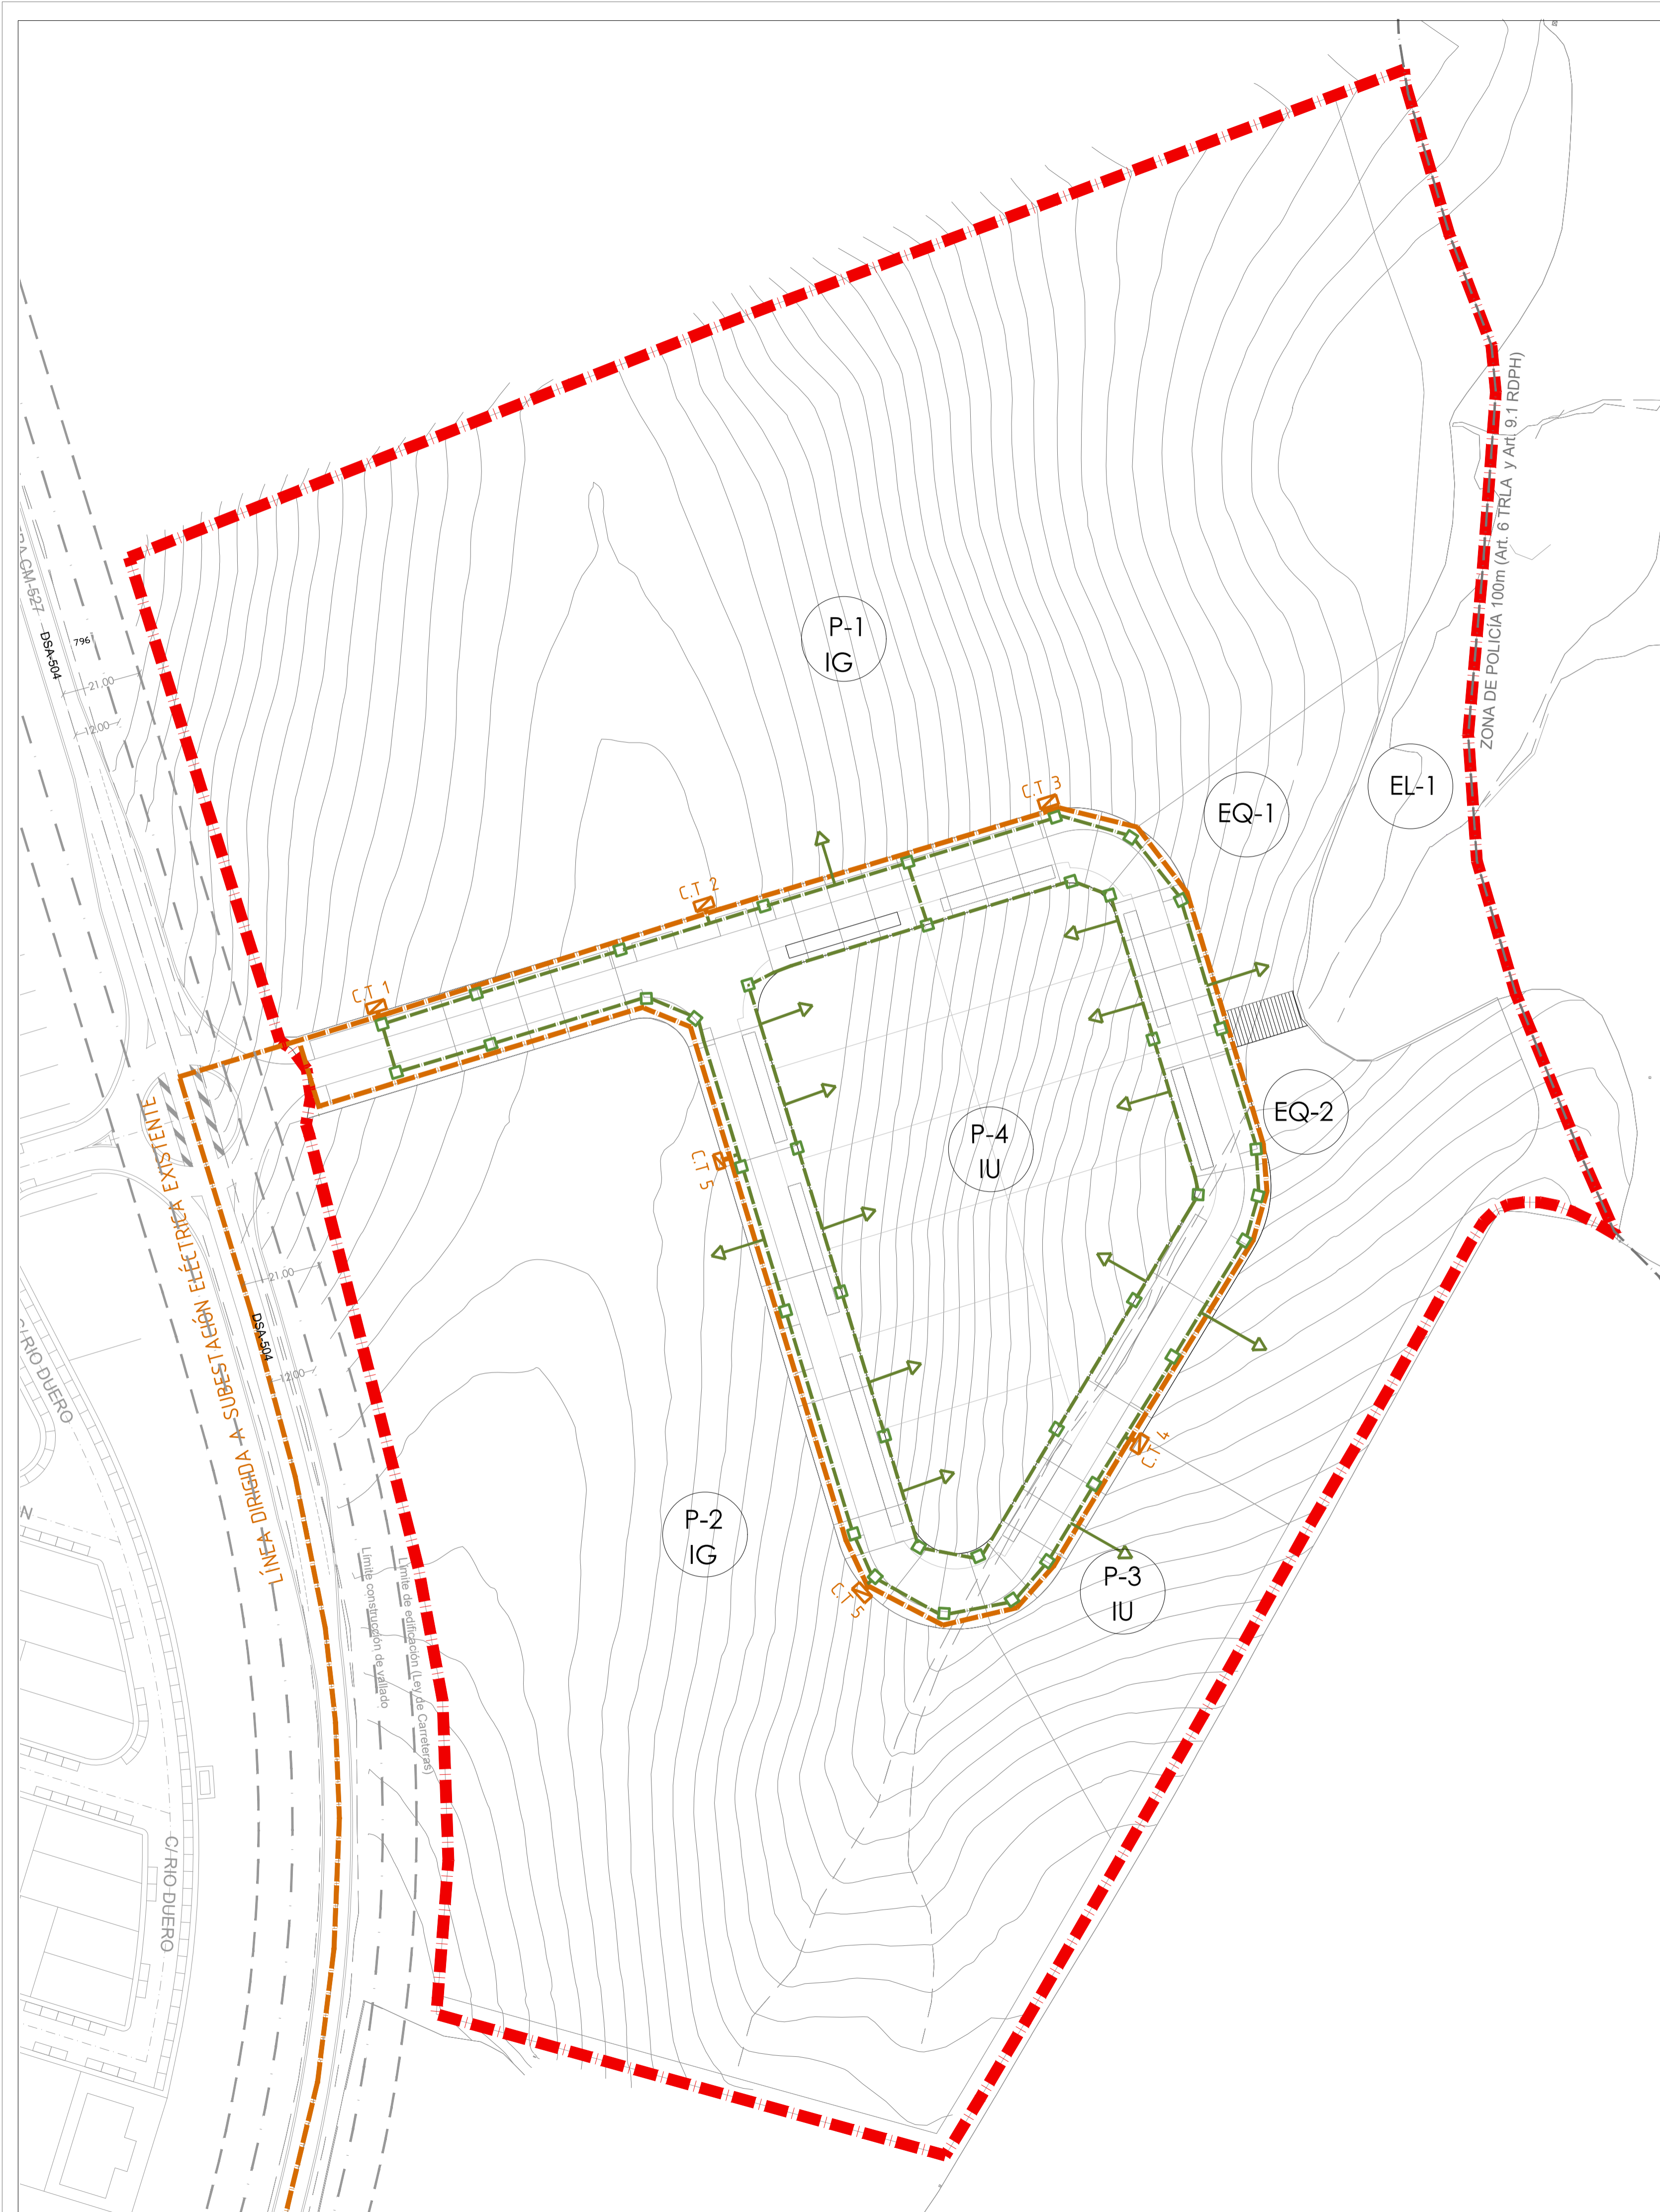 CM-527
DSA-504
796
21.00
12.00
P-1
IG
ZONA DE POLICÍA 100m (Art. 6 TRLA y Art. 9.1 RDPH)
EL-1
EQ-1
C.T 3
C.T 2
C.T 1
EQ-2
P-4
IU
C.T 5
LÍNEA DIRIGIDA A SUBESTACIÓN ELÉCTRICA EXISTENTE
21.00
DSA-504
12.00
C/ RIO DUERO
C.T 4
P-2
IG
P-3
IU
C.T 5
N
Límite construcción de vallado
Límite de edificación (Ley de Carreteras)
C/ RIO DUERO